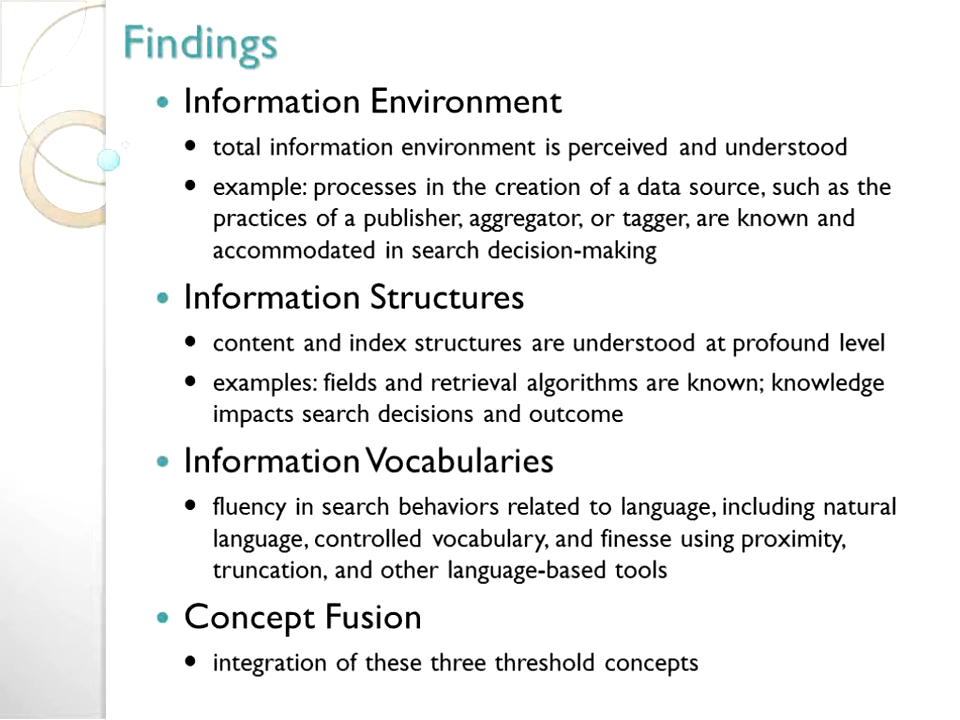 Findings
• Information Environment
• total information environment is perceived and understood
• example: processes in the creation of a data source, such as the
practices of a publisher, aggregator, or tagger, are known and
accommodated in search decision-making
• Information Structures
• content and index structures are understood at profound level
• examples: fields and retrieval algorithms are known; knowledge
impacts search decisions and outcome
• Information Vocabularies
• fluency in search behaviors related to language, including natural
language, controlled vocabulary, and finesse using proximity,
truncation, and other language-based tools
• Concept Fusion
• integration of these three threshold concepts